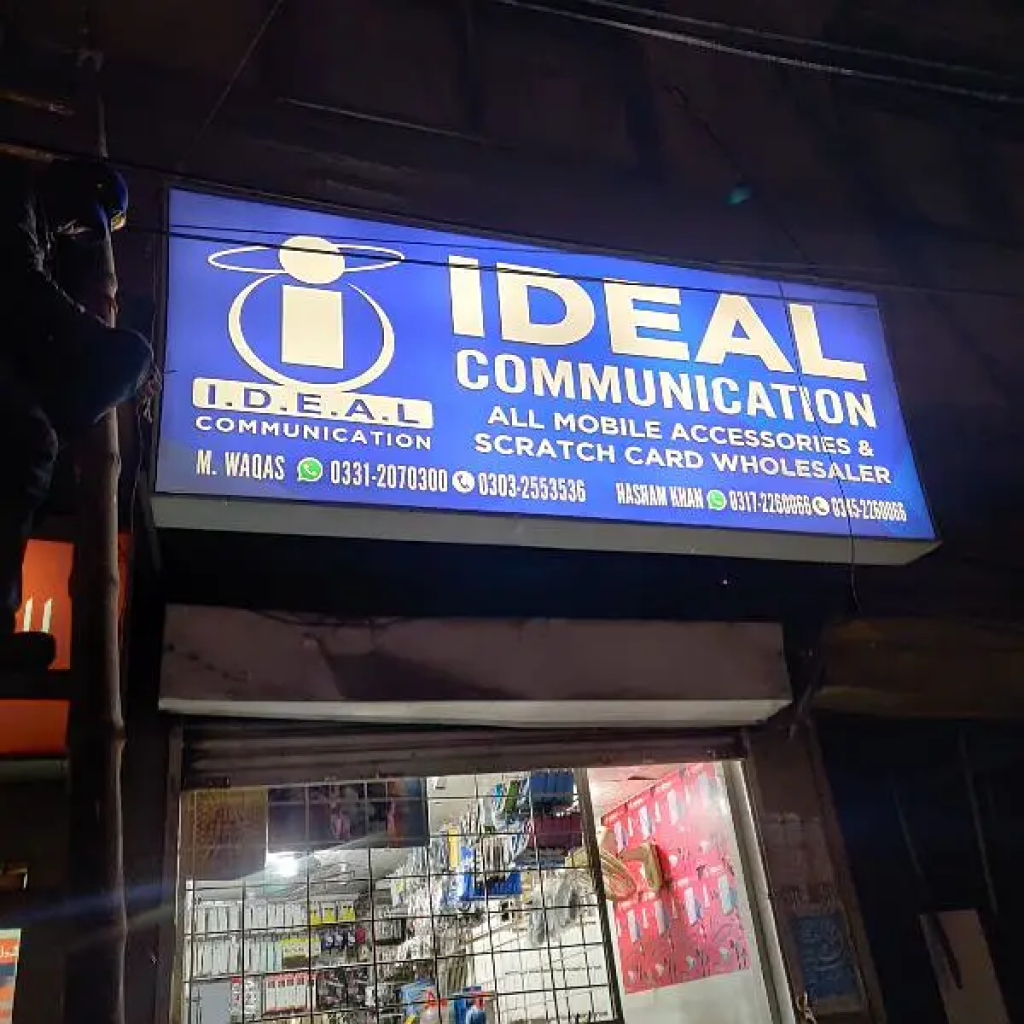 i
I.D.E.A.L
COMMUNICATION
IDEAL
COMMUNICATION
ALL MOBILE ACCESSORIES &
SCRATCH CARD WHOLESALER
M. WAQAS 0331-2070300 0303-2553536 HASHAM KHAN 0317-2260066 0345-2260066